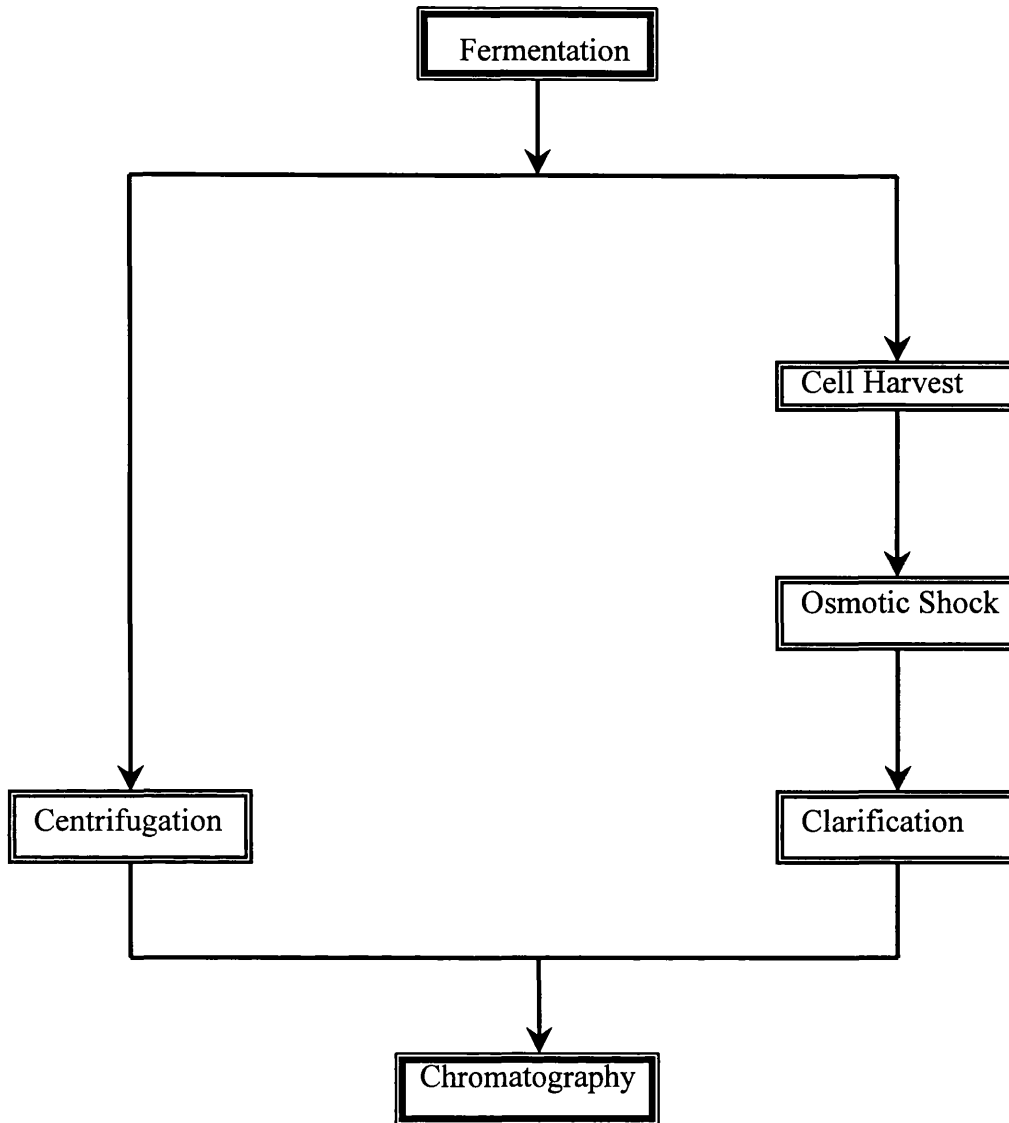 Fermentation
Cell Harvest
Osmotic Shock
Centrifugation
Clarification
Chromatography